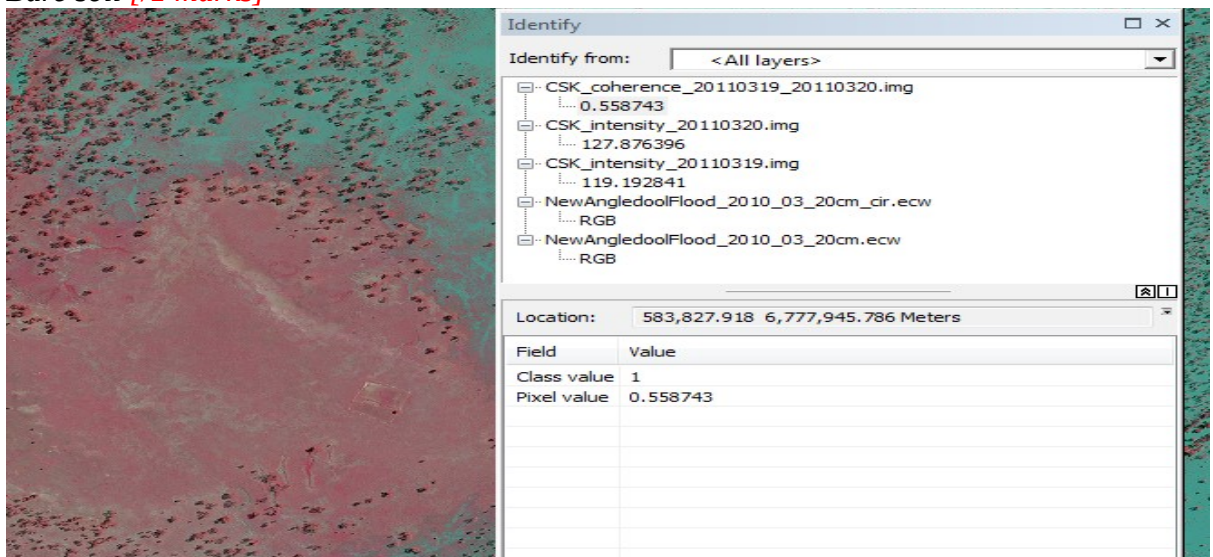 Identify
Identify from: <All layers>
CSK_coherence_20110319_20110320.img
0.558743
CSK_intensity_20110320.img
127.876396
CSK_intensity_20110319.img
119.192841
NewAngledoolFlood_2010_03_20cm_cir.ecw
RGB
NewAngledoolFlood_2010_03_20cm.ecw
RGB
Location: 583,827.918 6,777,945.786 Meters
Field Value
Class value 1
Pixel value 0.558743